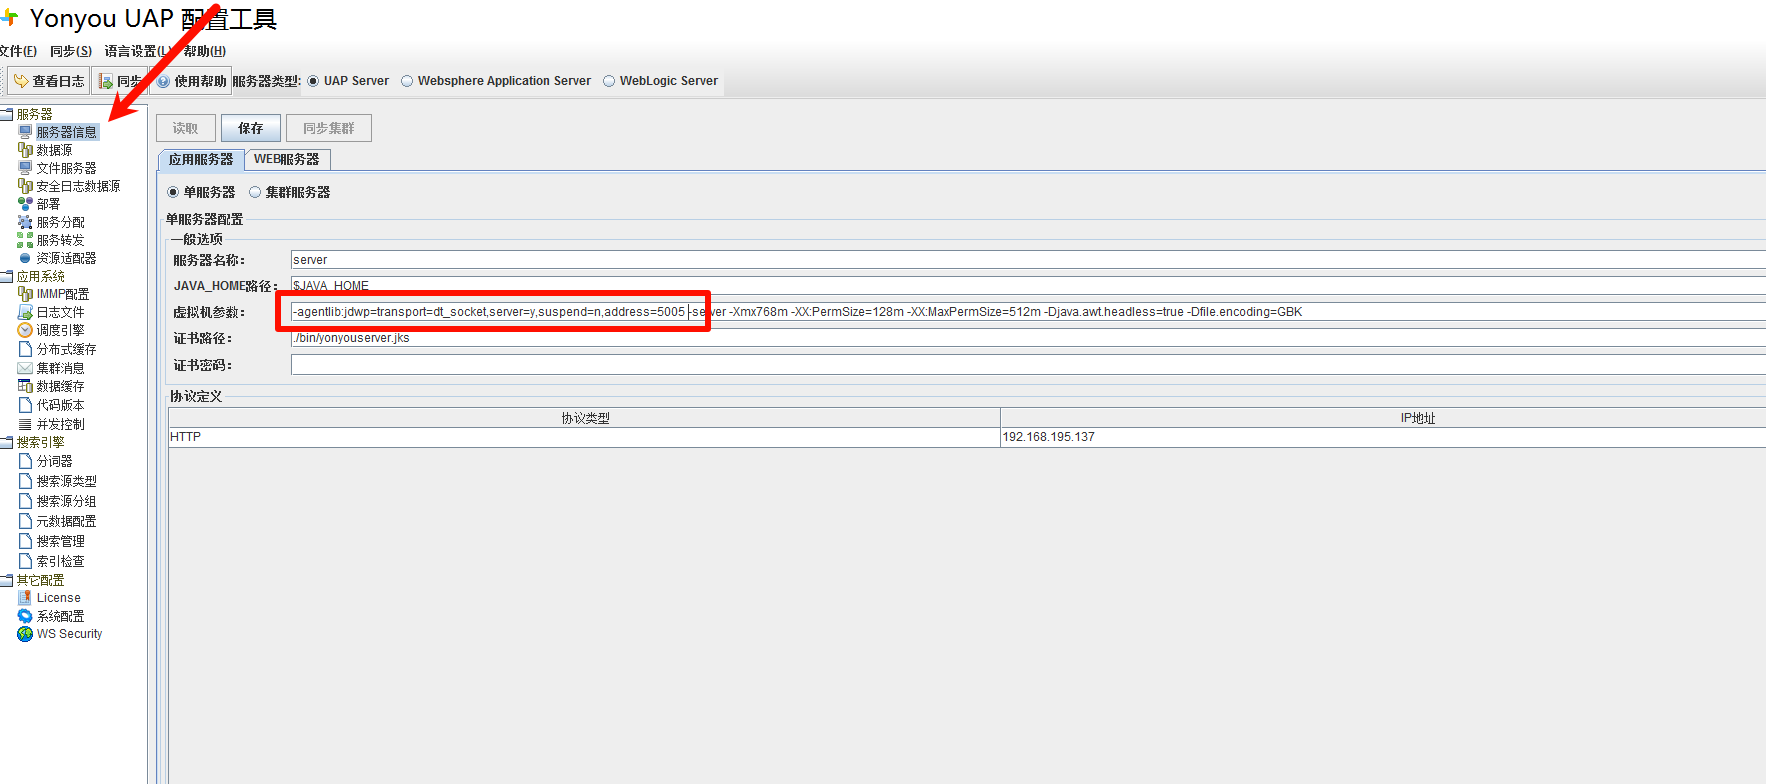 Yonyou UAP 配置工具
文件(F) 同步(S) 语言设置(L) 帮助(H)
查看日志 同步 使用帮助 服务器类型: UAP Server Websphere Application Server WebLogic Server
服务器
服务器信息
数据源
文件服务器
安全日志数据源
部署
服务分配
服务转发
资源适配器
应用系统
IMMP配置
日志文件
调度引擎
分布式缓存
集群消息
数据缓存
代码版本
并发控制
搜索引擎
分词器
搜索源类型
搜索源分组
元数据配置
搜索管理
索引检查
其它配置
License
系统配置
WS Security
读取 保存 同步集群
应用服务器 WEB服务器
单服务器 集群服务器
单服务器配置
一般选项
服务器名称: server
JAVA_HOME路径: $JAVA_HOME
虚拟机参数: -agentlib:jdwp=transport=dt_socket,server=y,suspend=n,address=5005 -server -Xmx768m -XX:PermSize=128m -XX:MaxPermSize=512m -Djava.awt.headless=true -Dfile.encoding=GBK
证书路径: ./bin/yonyouserver.jks
证书密码:
协议定义
协议类型 IP地址
HTTP 192.168.195.137